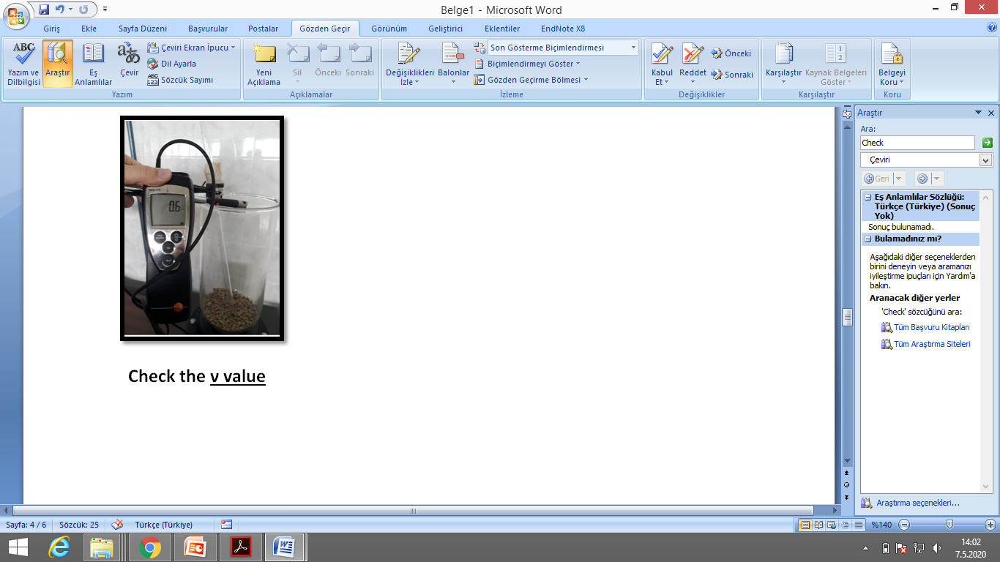 Belge1 - Microsoft Word
Giriş Ekle Sayfa Düzeni Başvurular Postalar Gözden Geçir Görünüm Geliştirici Eklentiler EndNote X8
ABC Yazım ve Dilbilgisi
Araştır
Eş Anlamlılar
Çevir
Çeviri Ekran İpucu
Dil Ayarla
ABC 123 Sözcük Sayımı
Yazım
Yeni Açıklama
Sil
Önceki
Sonraki
Açıklamalar
Değişiklikleri İzle
Balonlar
Son Gösterme Biçimlendirmesi
Biçimlendirmeyi Göster
Gözden Geçirme Bölmesi
İzleme
Kabul Et
Reddet
Önceki
Sonraki
Değişiklikler
Karşılaştır
1 2 Kaynak Belgeleri Göster
Karşılaştır
Belgeyi Koru
Koru
0.6
Check the v value
Araştır
Ara:
Check
Çeviri
Geri
Eş Anlamlılar Sözlüğü:
Türkçe (Türkiye) (Sonuç
Yok)
Sonuç bulunamadı.
Bulamadınız mı?
Aşağıdaki diğer seçeneklerden
birini deneyin veya aramanızı
iyileştirme ipuçları için Yardım'a
bakın.
Aranacak diğer yerler
'Check' sözcüğünü ara:
Tüm Başvuru Kitapları
Tüm Araştırma Siteleri
Araştırma seçenekleri...
Sayfa: 4 / 6 Sözcük: 25 Türkçe (Türkiye) %140
14:02
7.5.2020